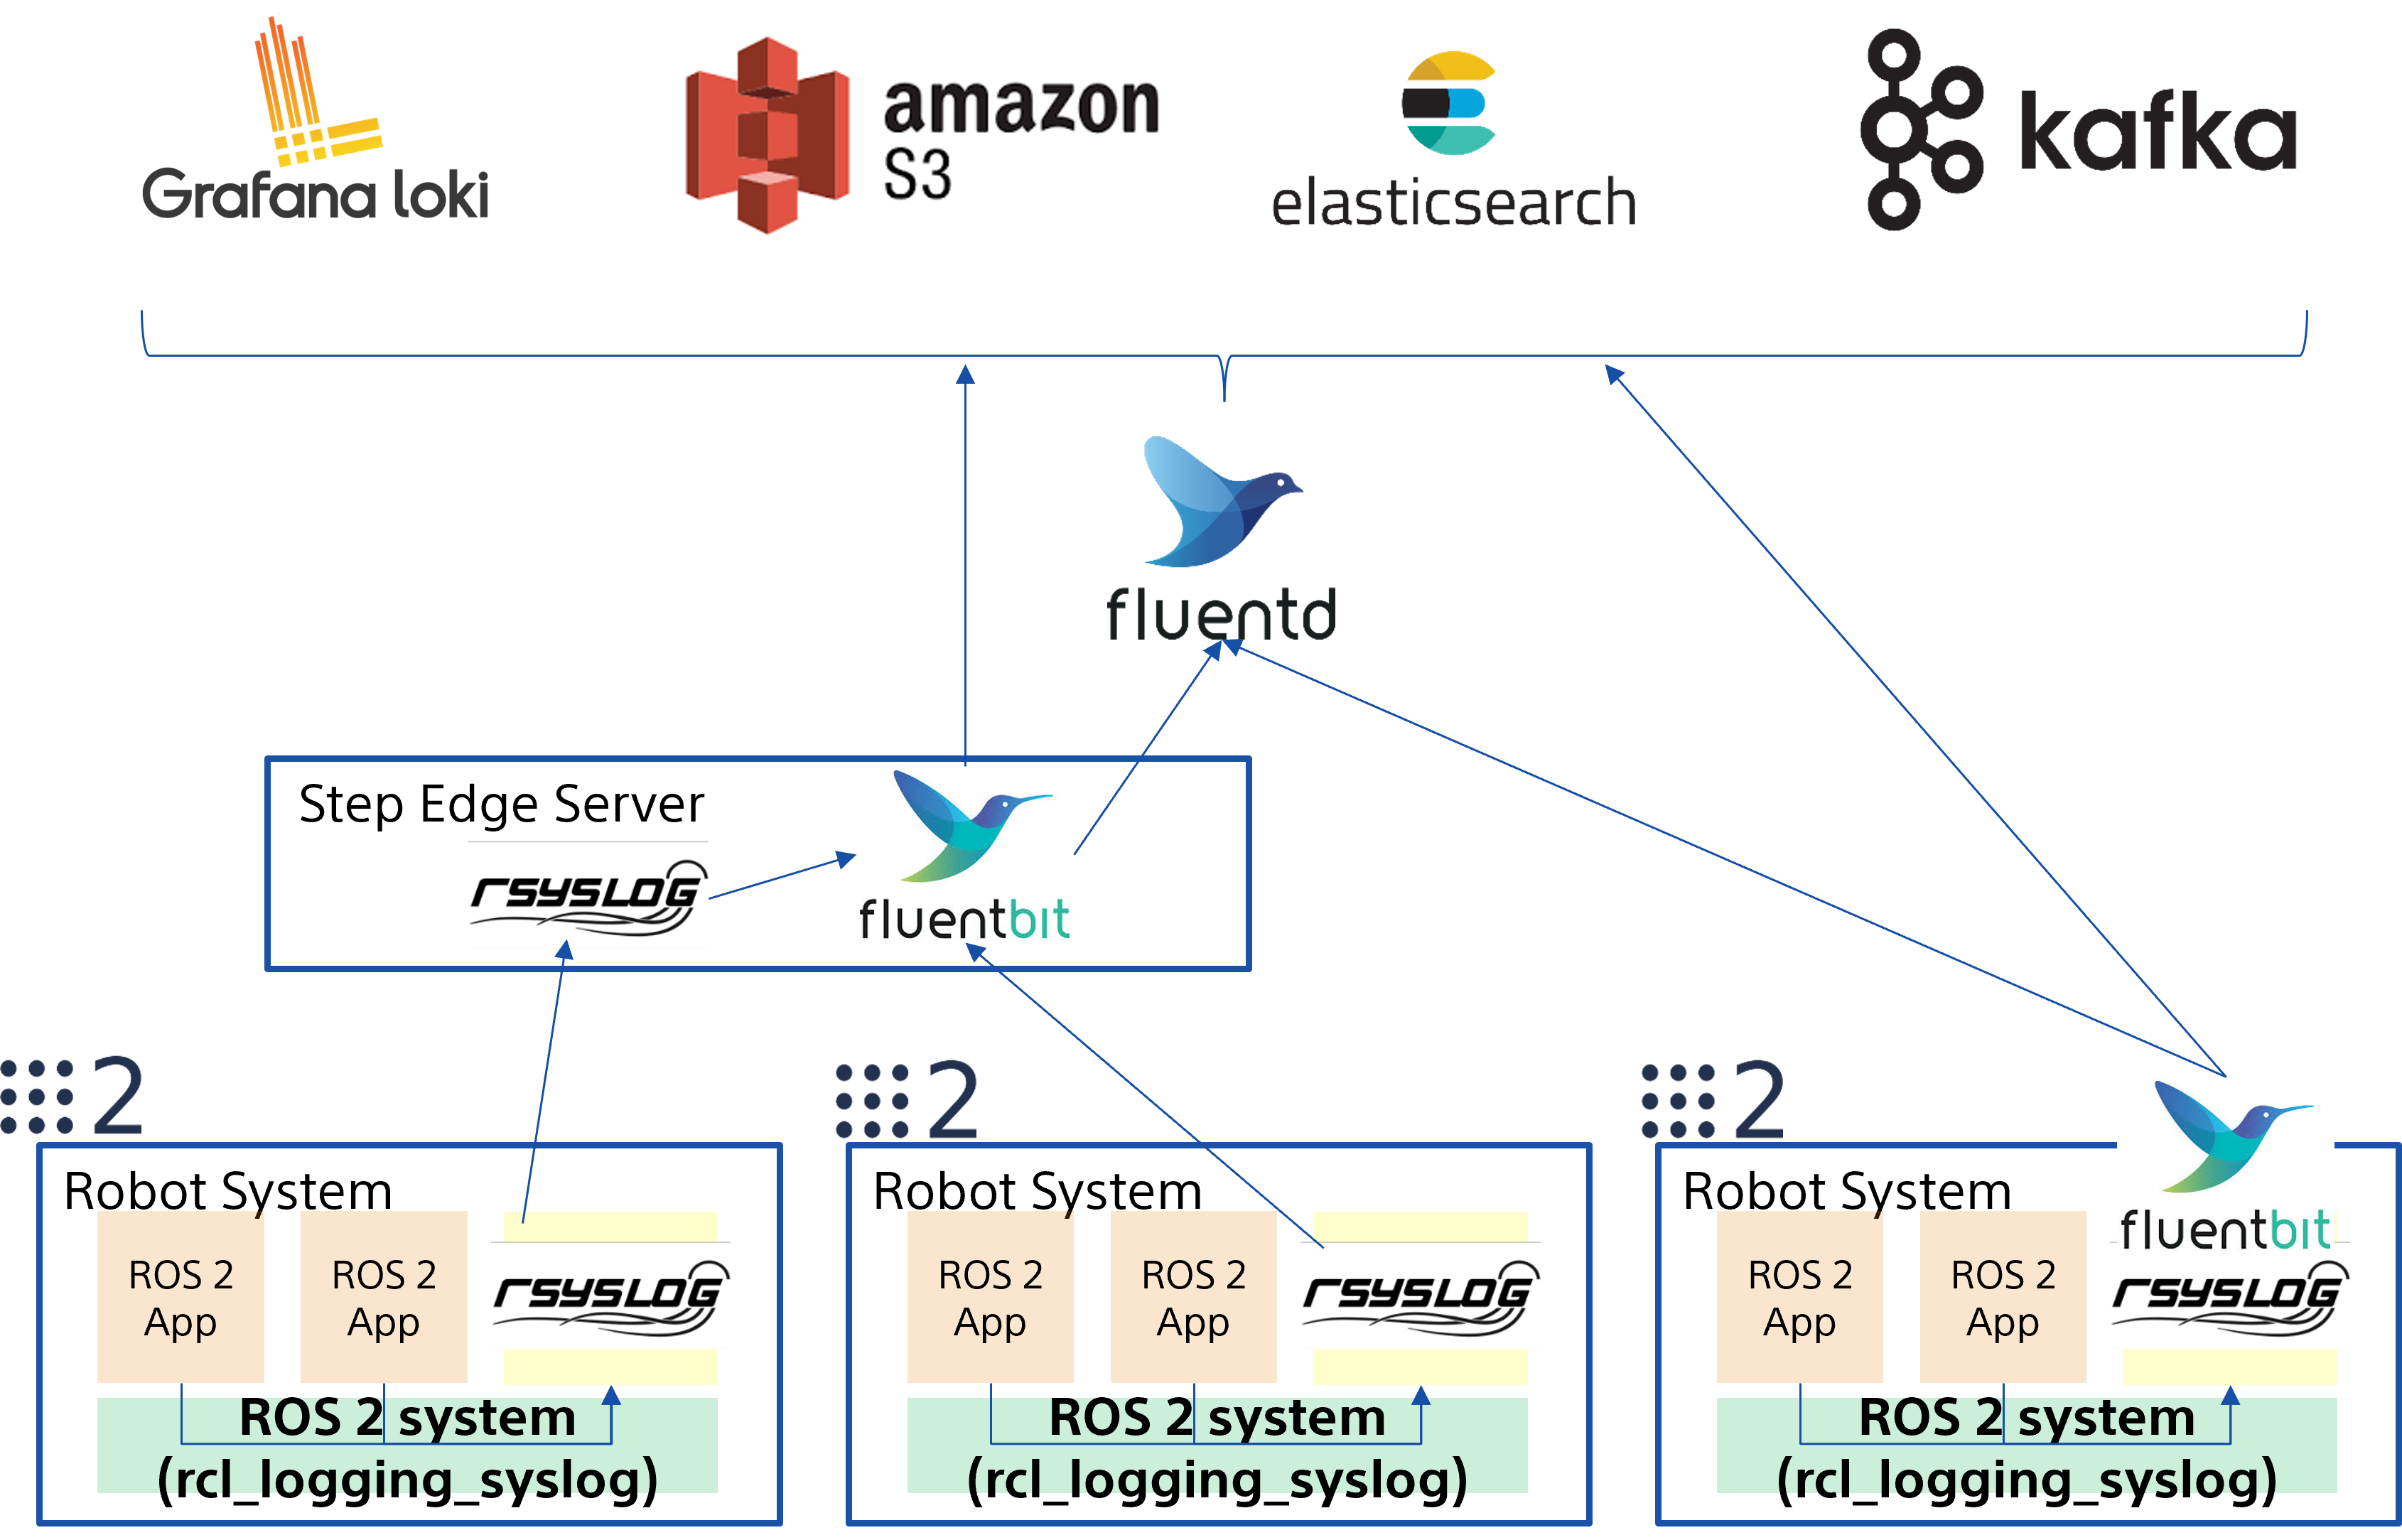 Grafana loki
amazon
S3
elasticsearch
kafka
fluentd
Step Edge Server
rsyslog
fluentbit
2
2
2
Robot System
ROS 2
App
ROS 2
App
rsyslog
ROS 2 system
(rcl_logging_syslog)
Robot System
ROS 2
App
ROS 2
App
rsyslog
ROS 2 system
(rcl_logging_syslog)
Robot System
fluentbit
ROS 2
App
ROS 2
App
rsyslog
ROS 2 system
(rcl_logging_syslog)